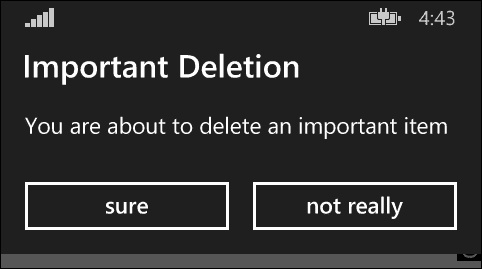 4:43
Important Deletion
You are about to delete an important item
sure
not really